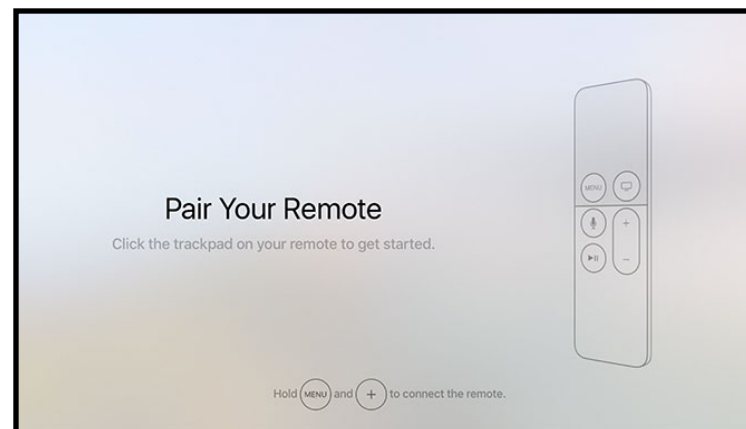 Pair Your Remote
Click the trackpad on your remote to get started.
MENU
+
−
Hold MENU and + to connect the remote.